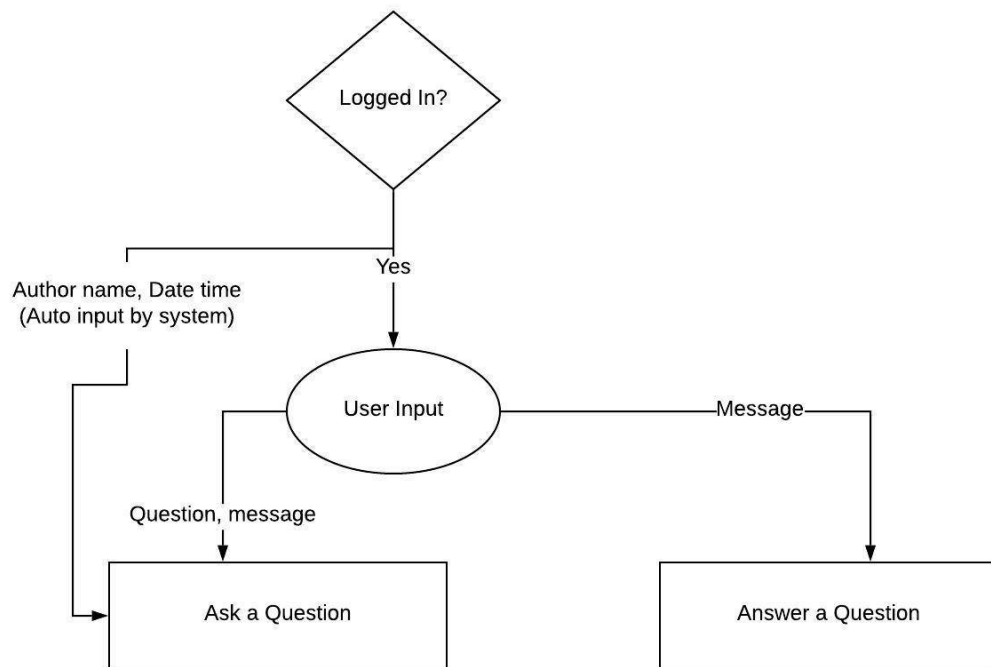 Logged In?
Yes
Author name, Date time
(Auto input by system)
User Input
Message
Question, message
Ask a Question
Answer a Question